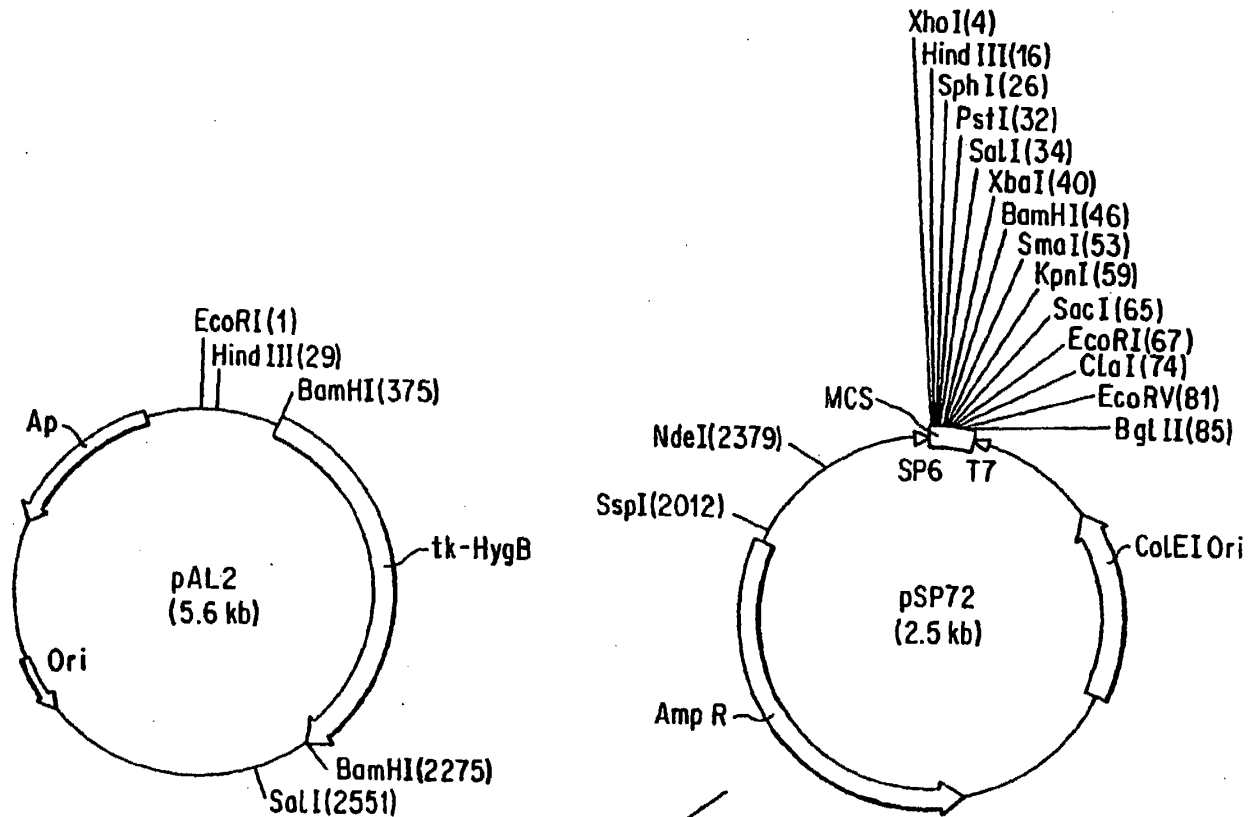 XhoI(4)
Hind III(16)
SphI(26)
PstI(32)
SalI(34)
XbaI(40)
BamHI(46)
SmaI(53)
KpnI(59)
SacI(65)
EcoRI(67)
ClaI(74)
EcoRV(81)
BglII(85)
MCS
NdeI(2379)
SP6
T7
SspI(2012)
ColEI Ori
pSP72
(2.5 kb)
Amp R
EcoRI(1)
Hind III(29)
BamHI(375)
Ap
tk-HygB
pAL2
(5.6 kb)
Ori
BamHI(2275)
SalI(2551)